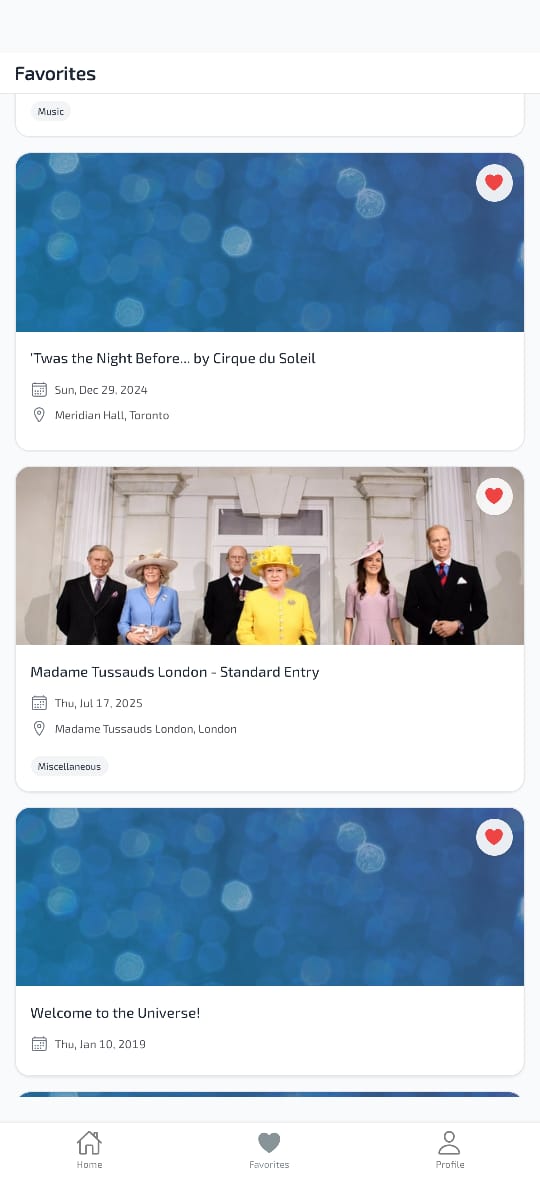 Favorites
Music
'Twas the Night Before... by Cirque du Soleil
Sun, Dec 29, 2024
Meridian Hall, Toronto
Madame Tussauds London - Standard Entry
Thu, Jul 17, 2025
Madame Tussauds London, London
Miscellaneous
Welcome to the Universe!
Thu, Jan 10, 2019
Home
Favorites
Profile